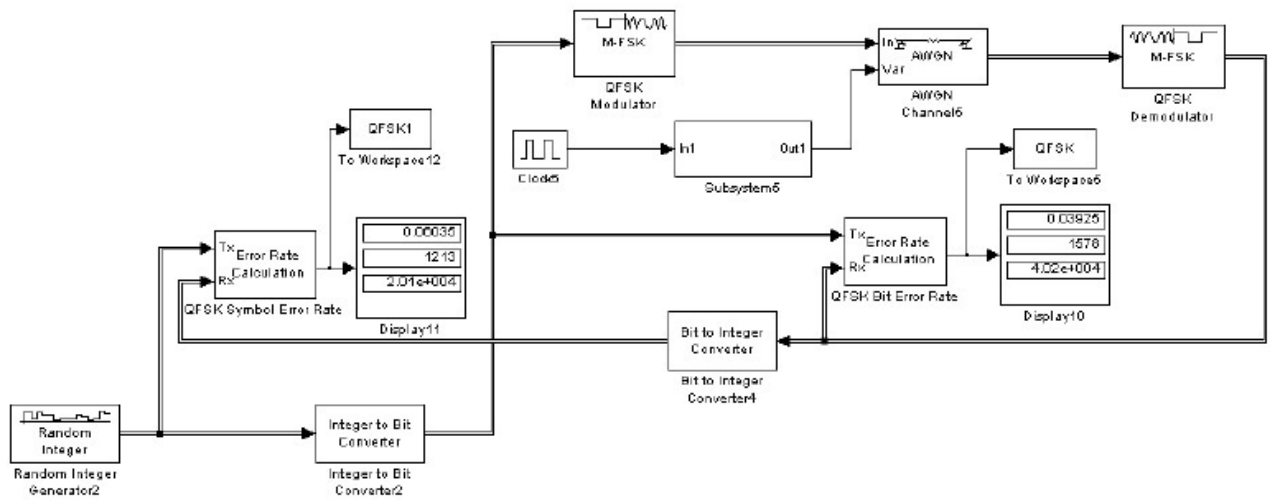 M-FSK
QFSK
Modulator
In
Var
AWGN
AWGN
Channel6
M-FSK
QFSK
Demodulator
QFSK1
To Workspace12
Clock5
In1
Out1
Subsystem5
QFSK
To Workspace6
Tx
Rx
Error Rate
Calculation
QFSK Symbol Error Rate
0.06035
1213
2.01e+004
Display11
Tx
Rx
Error Rate
Calculation
QFSK Bit Error Rate
0.03925
1578
4.02e+004
Display10
Bit to Integer
Converter
Bit to Integer
Converter4
Random
Integer
Random Integer
Generator2
Integer to Bit
Converter
Integer to Bit
Converter2